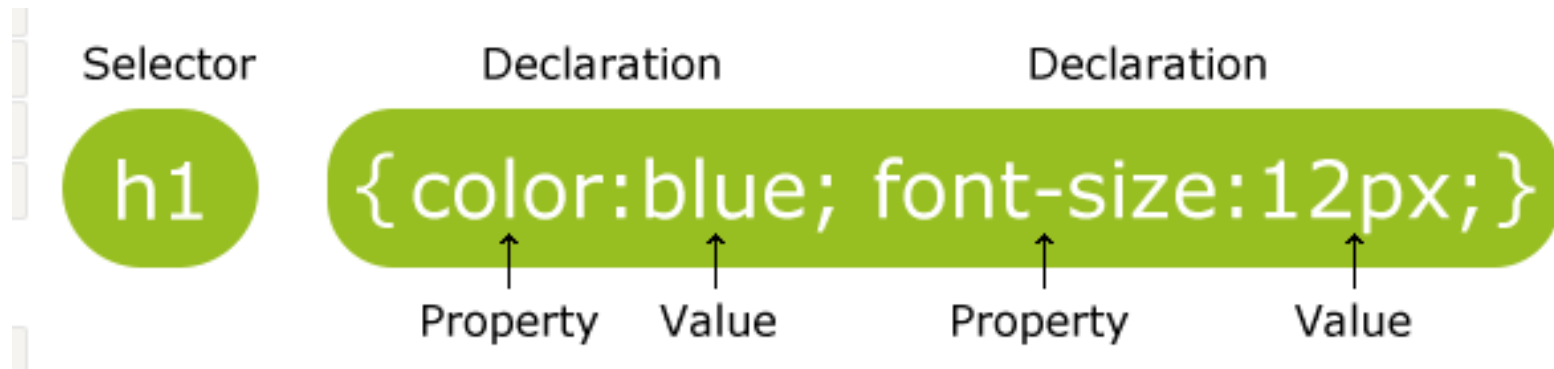 Selector Declaration Declaration
h1 {color:blue; font-size:12px;}
Property Value Property Value